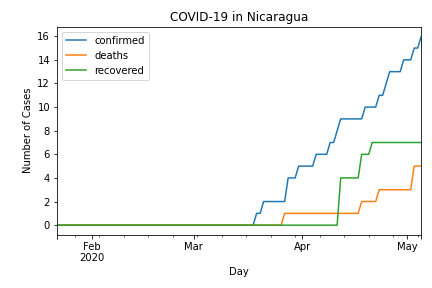 COVID-19 in Nicaragua
confirmed
deaths
recovered
Number of Cases
16
14
12
10
8
6
4
2
0
Feb
2020
Mar
Apr
May
Day